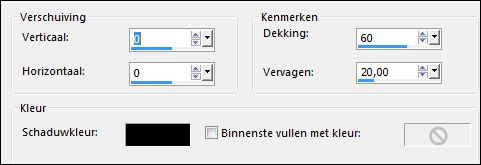 Verschuiving
Verticaal: 0
Horizontaal: 0
Kenmerken
Dekking: 60
Vervagen: 20,00
Kleur
Schaduwkleur: Binnenste vullen met kleur: